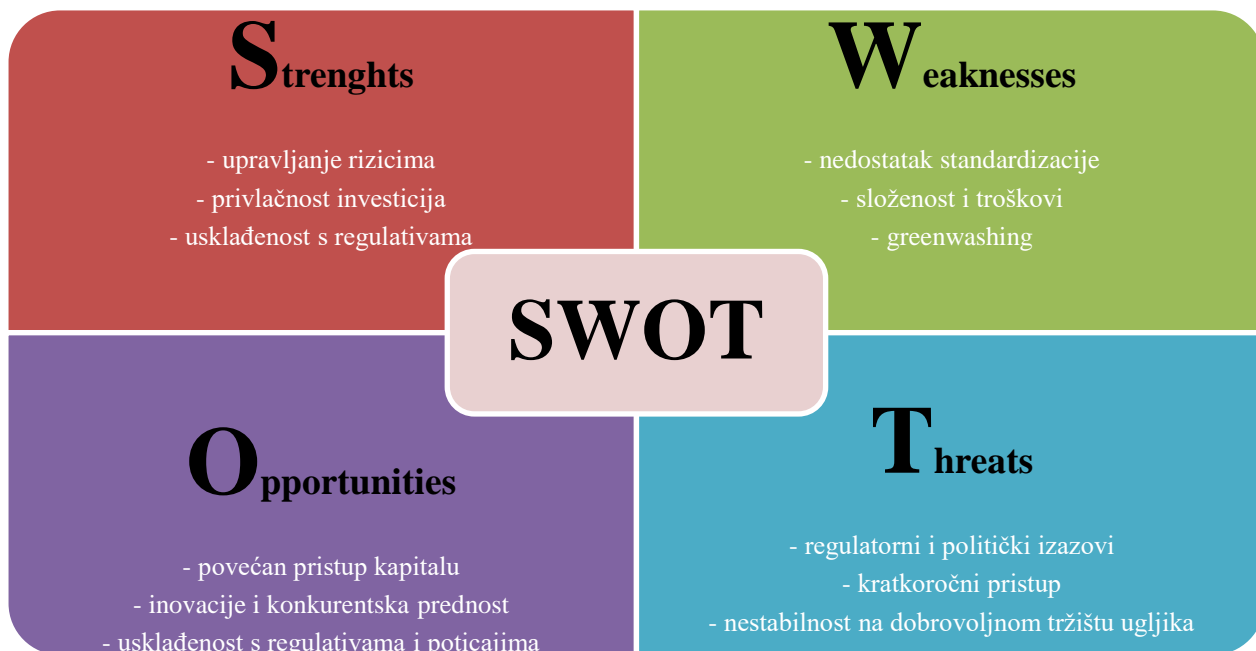 Strenghts
- upravljanje rizicima
- privlačnost investicija
- usklađenost s regulativama
Weaknesses
- nedostatak standardizacije
- složenost i troškovi
- greenwashing
SWOT
Opportunities
- povećan pristup kapitalu
- inovacije i konkurentska prednost
- usklađenost s regulativama i poticajima
Threats
- regulatorni i politički izazovi
- kratkoročni pristup
- nestabilnost na dobrovoljnom tržištu ugljika